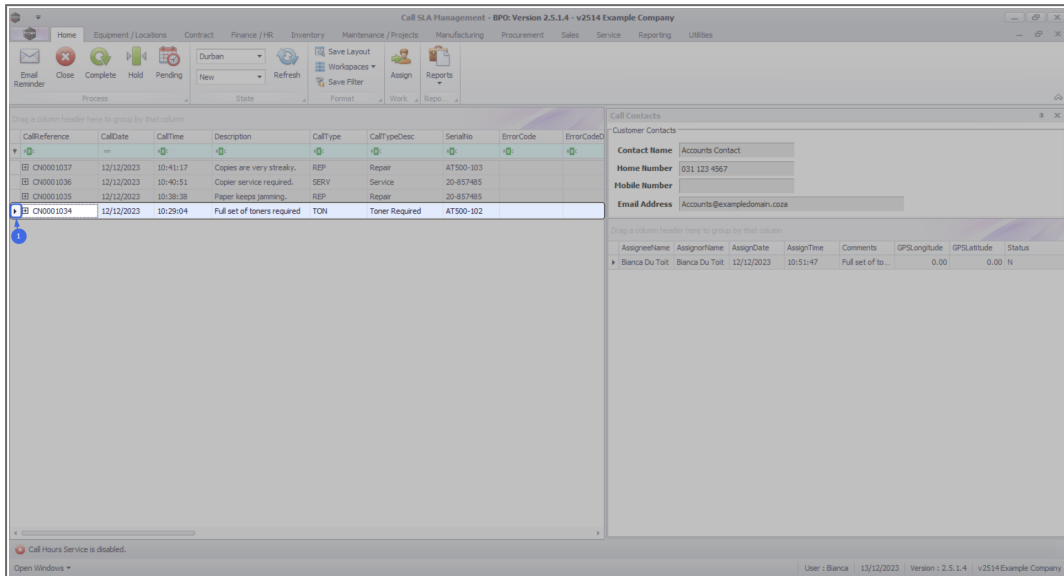 Call SLA Management - BPO: Version 2.5.1.4 - v2514 Example Company
Home Equipment / Locations Contract Finance / HR Inventory Maintenance / Projects Manufacturing Procurement Sales Service Reporting Utilities
Email Reminder Close Complete Hold Pending
Durban
New
Refresh
Save Layout
Workspaces
Save Filter
Assign Reports
Process State Format Work Repo...
Drag a column header here to group by that column
CallReference CallDate CallTime Description CallType CallTypeDesc SerialNo ErrorCode ErrorCodeD
CN0001037 12/12/2023 10:41:17 Copies are very streaky. REP Repair AT500-103
CN0001036 12/12/2023 10:40:51 Copier service required. SERV Service 20-857485
CN0001035 12/12/2023 10:38:38 Paper keeps jamming. REP Repair 20-857485
CN0001034 12/12/2023 10:29:04 Full set of toners required TON Toner Required AT500-102
1
Call Contacts
Customer Contacts
Contact Name Accounts Contact
Home Number 031 123 4567
Mobile Number
Email Address Accounts@exampledomain.coza
Drag a column header here to group by that column
AssigneeName AssignorName AssignDate AssignTime Comments GPSLongitude GPSLatitude Status
Bianca Du Toit Bianca Du Toit 12/12/2023 10:51:47 Full set of to... 0.00 0.00 N
Call Hours Service is disabled.
Open Windows
User : Bianca 13/12/2023 Version : 2.5.1.4 v2514 Example Company